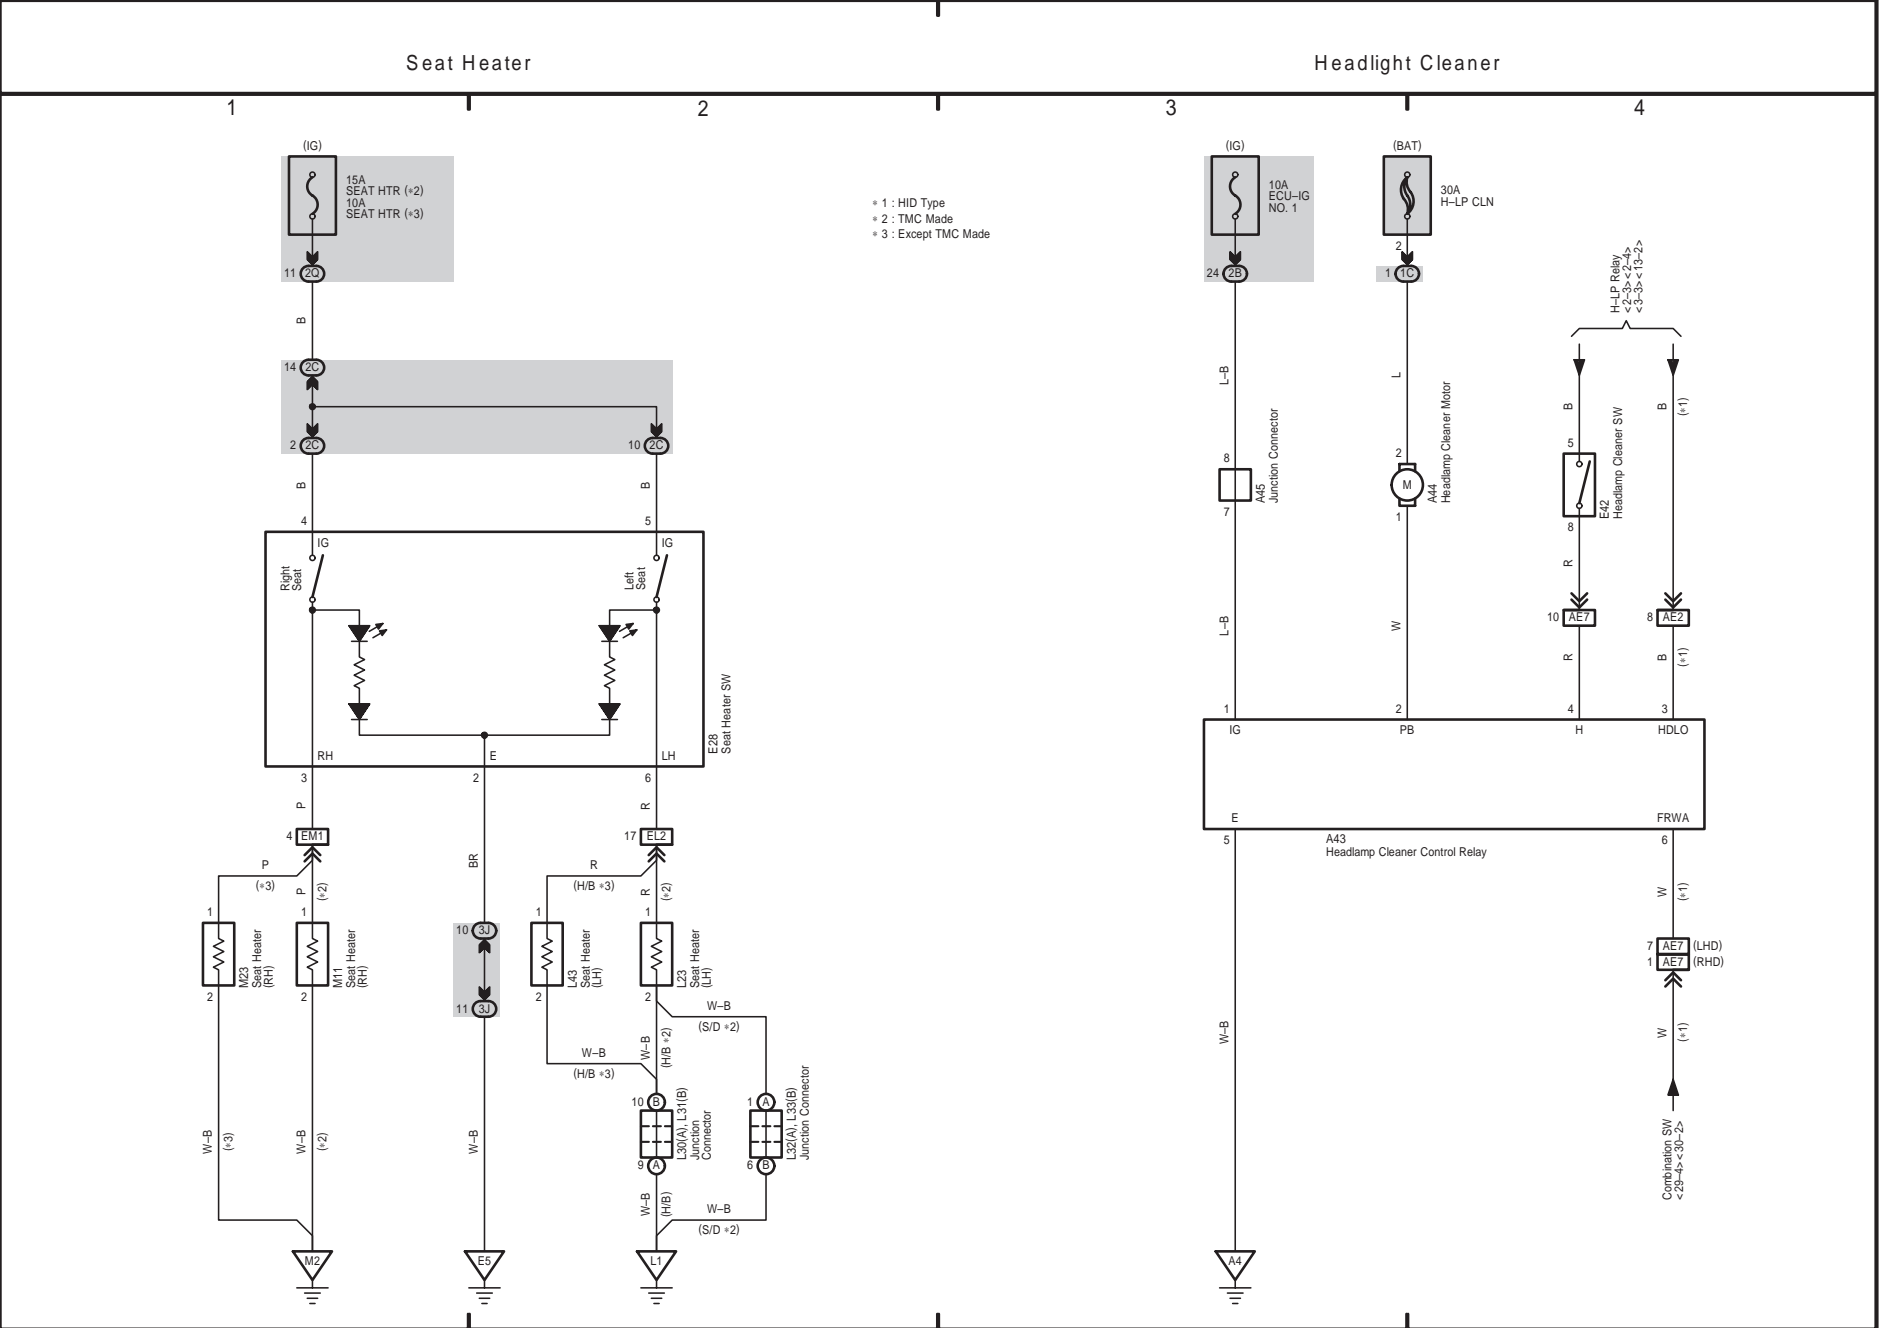 Seat Heater
Headlight Cleaner
1
2
3
4
(IG)
15A
SEAT HTR (∗2)
10A
SEAT HTR (∗3)
11 2Q
B
14 2C
2 2C
10 2C
B
B
4
5
IG
IG
Right
Seat
Left
Seat
E28
Seat Heater SW
RH
E
LH
3
2
6
P
R
4 EM1
17 EL2
P
(∗3)
P
(∗2)
BR
R
(H/B ∗3)
R
(∗2)
1
1
1
1
M23
Seat Heater
(RH)
M11
Seat Heater
(RH)
10 3J
11 3J
L43
Seat Heater
(LH)
L23
Seat Heater
(LH)
2
2
2
2
W–B
(S/D ∗2)
W–B
(H/B ∗2)
W–B
(H/B ∗3)
10 B
1 A
L30(A), L31(B)
Junction
Connector
L32(A), L33(B)
Junction Connector
9 A
6 B
W–B
(∗3)
W–B
(∗2)
W–B
W–B
(H/B)
W–B
(S/D ∗2)
M2
E5
L1
∗ 1 : HID Type
∗ 2 : TMC Made
∗ 3 : Except TMC Made
(IG)
10A
ECU–IG
NO. 1
24 2B
(BAT)
30A
H–LP CLN
2
1 1C
H–LP Relay
<2–3><2–4>
<3–3><13–2>
L–B
L
B
B
(∗1)
8
A45
Junction Connector
7
2
M
A44
Headlamp Cleaner Motor
1
5
E42
Headlamp Cleaner SW
8
R
L–B
W
10 AE7
8 AE2
R
B
(∗1)
1
2
4
3
IG
PB
H
HDLO
E
FRWA
5
A43
Headlamp Cleaner Control Relay
6
W
(∗1)
7 AE7 (LHD)
1 AE7 (RHD)
W–B
W
(∗1)
Combination SW
<29–4><30–2>
A4